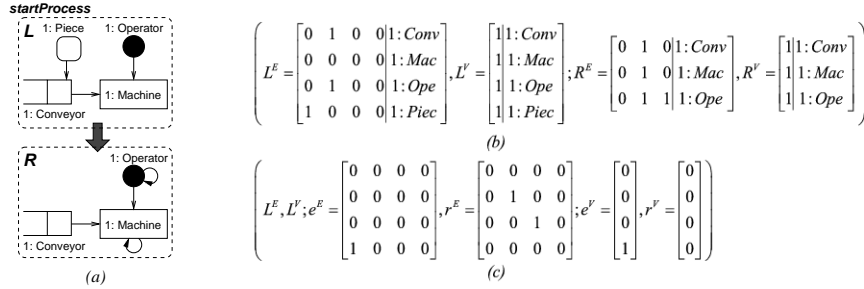 startProcess
L
1: Piece
1: Operator
1: Machine
1: Conveyor
R
1: Operator
1: Machine
1: Conveyor
(a)
( L^E = [0 1 0 0 | 1: Conv; 0 0 0 0 | 1: Mac; 0 1 0 0 | 1: Ope; 1 0 0 0 | 1: Piec], L^V = [1 | 1: Conv; 1 | 1: Mac; 1 | 1: Ope; 1 | 1: Piec]; R^E = [0 1 0 | 1: Conv; 0 1 0 | 1: Mac; 0 1 1 | 1: Ope], R^V = [1 | 1: Conv; 1 | 1: Mac; 1 | 1: Ope] )
(b)
( L^E, L^V; e^E = [0 0 0 0; 0 0 0 0; 0 0 0 0; 1 0 0 0], r^E = [0 0 0 0; 0 1 0 0; 0 0 1 0; 0 0 0 0]; e^V = [0; 0; 0; 1], r^V = [0; 0; 0; 0] )
(c)